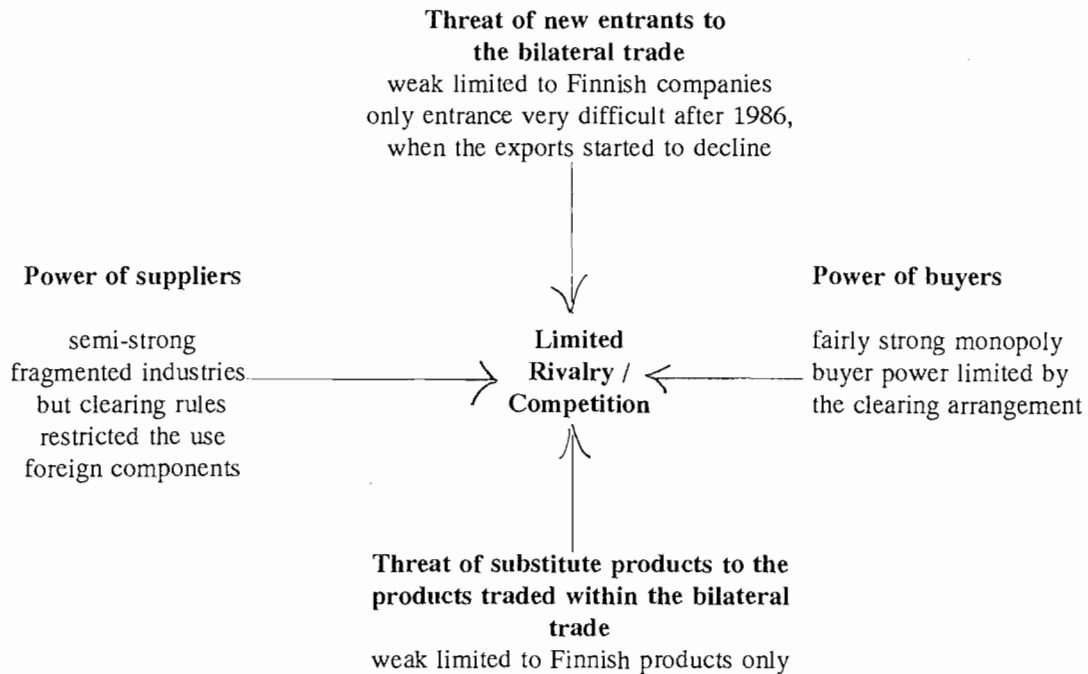 Threat of new entrants to
the bilateral trade
weak limited to Finnish companies
only entrance very difficult after 1986,
when the exports started to decline
Power of suppliers
semi-strong
fragmented industries
but clearing rules
restricted the use
foreign components
Limited
Rivalry /
Competition
Power of buyers
fairly strong monopoly
buyer power limited by
the clearing arrangement
Threat of substitute products to the
products traded within the bilateral
trade
weak limited to Finnish products only